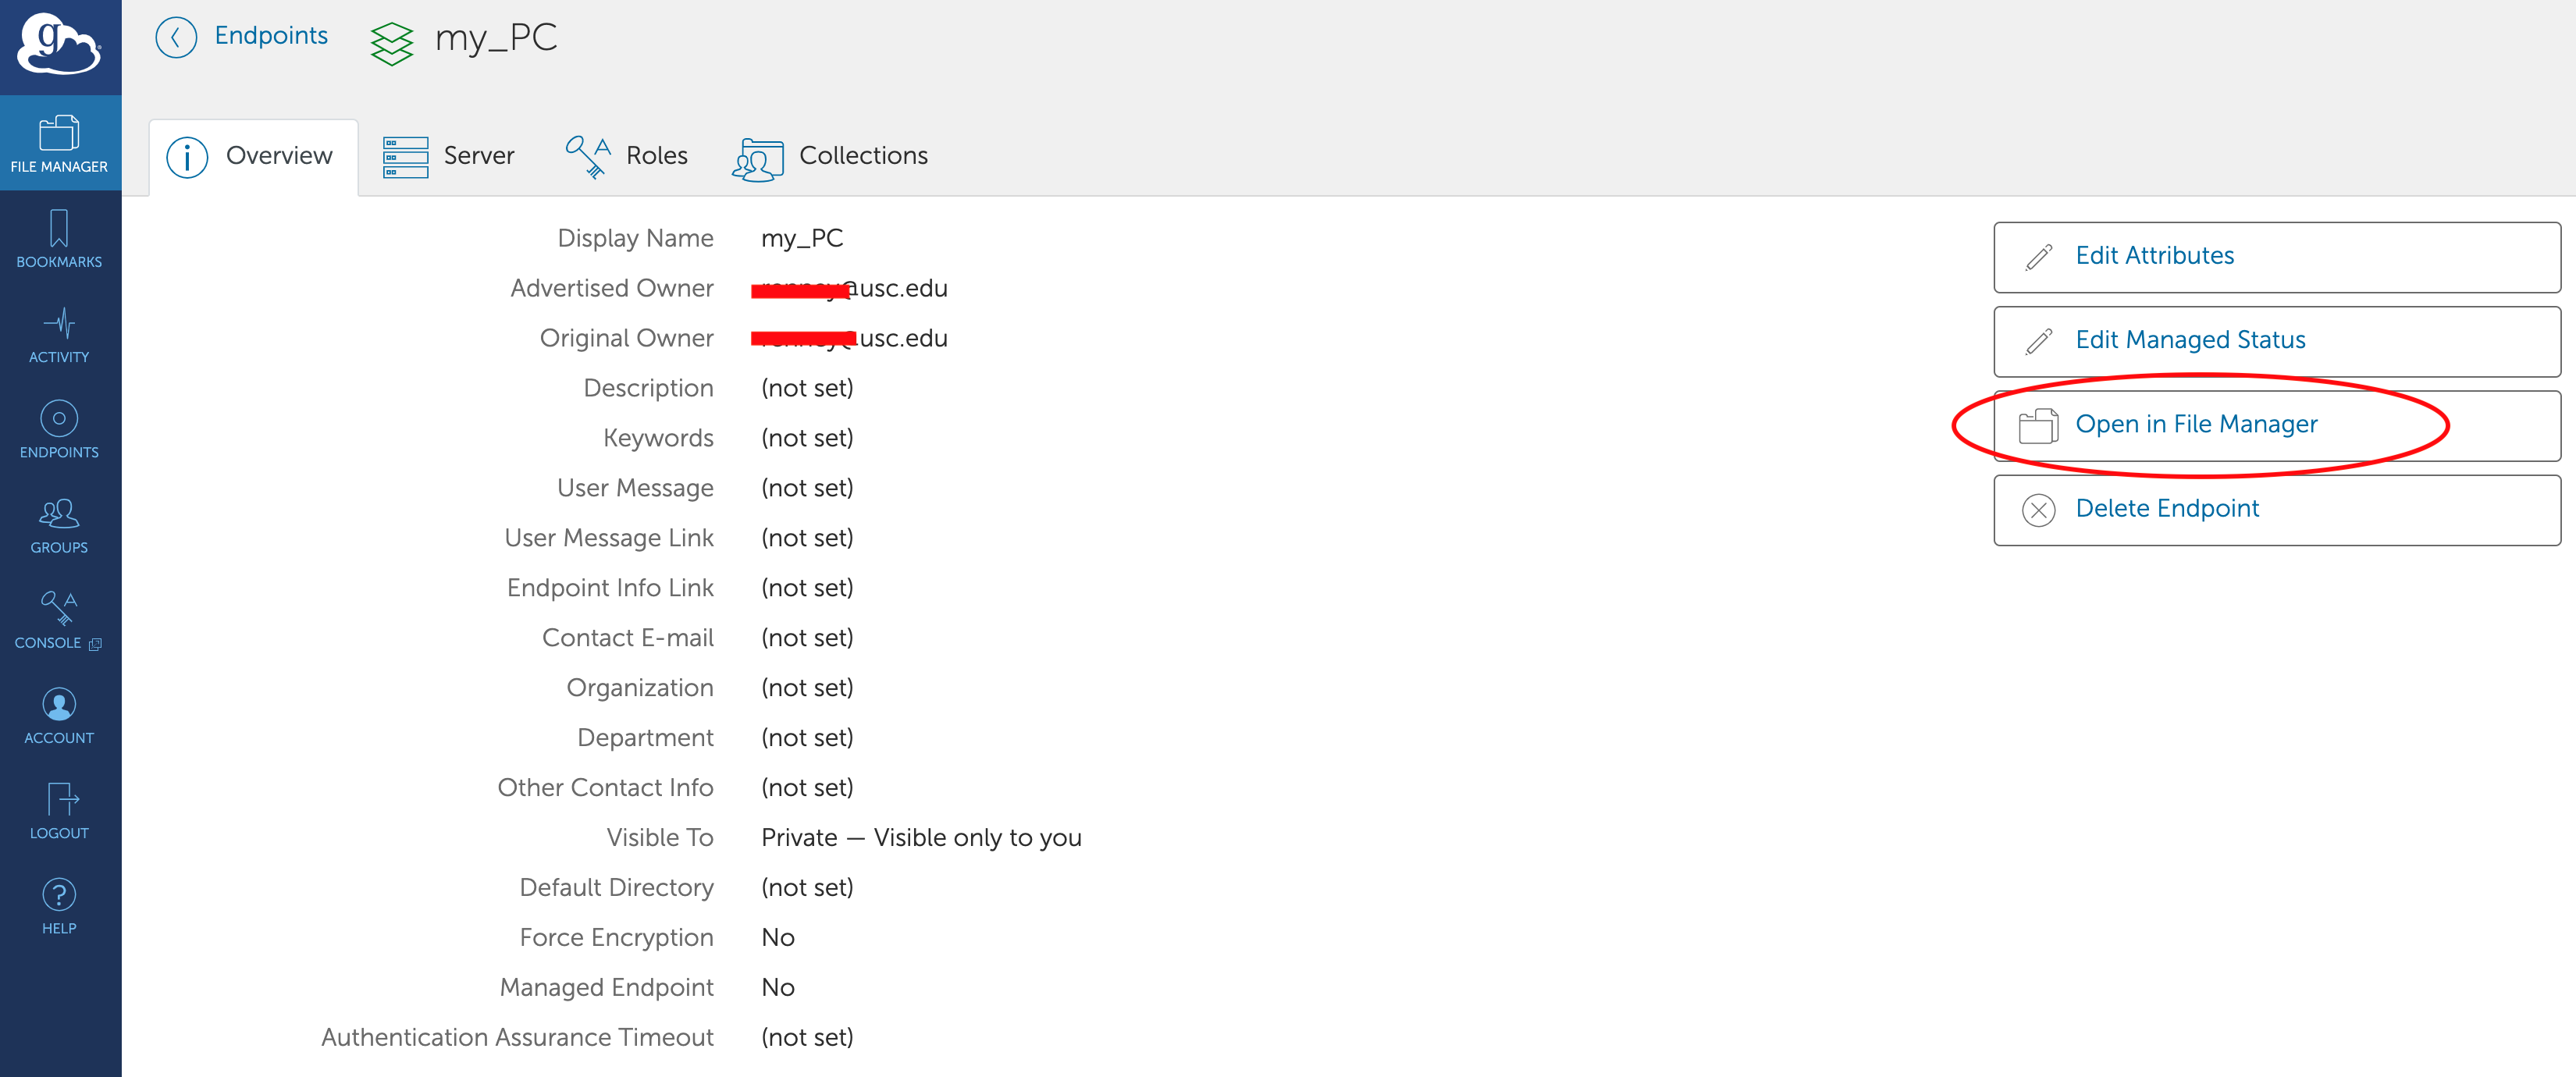 g
Endpoints
my_PC
FILE MANAGER
BOOKMARKS
ACTIVITY
ENDPOINTS
GROUPS
CONSOLE
ACCOUNT
LOGOUT
? HELP
i Overview
Server
A Roles
Collections
Display Name my_PC
Advertised Owner usc.edu
Original Owner usc.edu
Description (not set)
Keywords (not set)
User Message (not set)
User Message Link (not set)
Endpoint Info Link (not set)
Contact E-mail (not set)
Organization (not set)
Department (not set)
Other Contact Info (not set)
Visible To Private — Visible only to you
Default Directory (not set)
Force Encryption No
Managed Endpoint No
Authentication Assurance Timeout (not set)
Edit Attributes
Edit Managed Status
Open in File Manager
Delete Endpoint